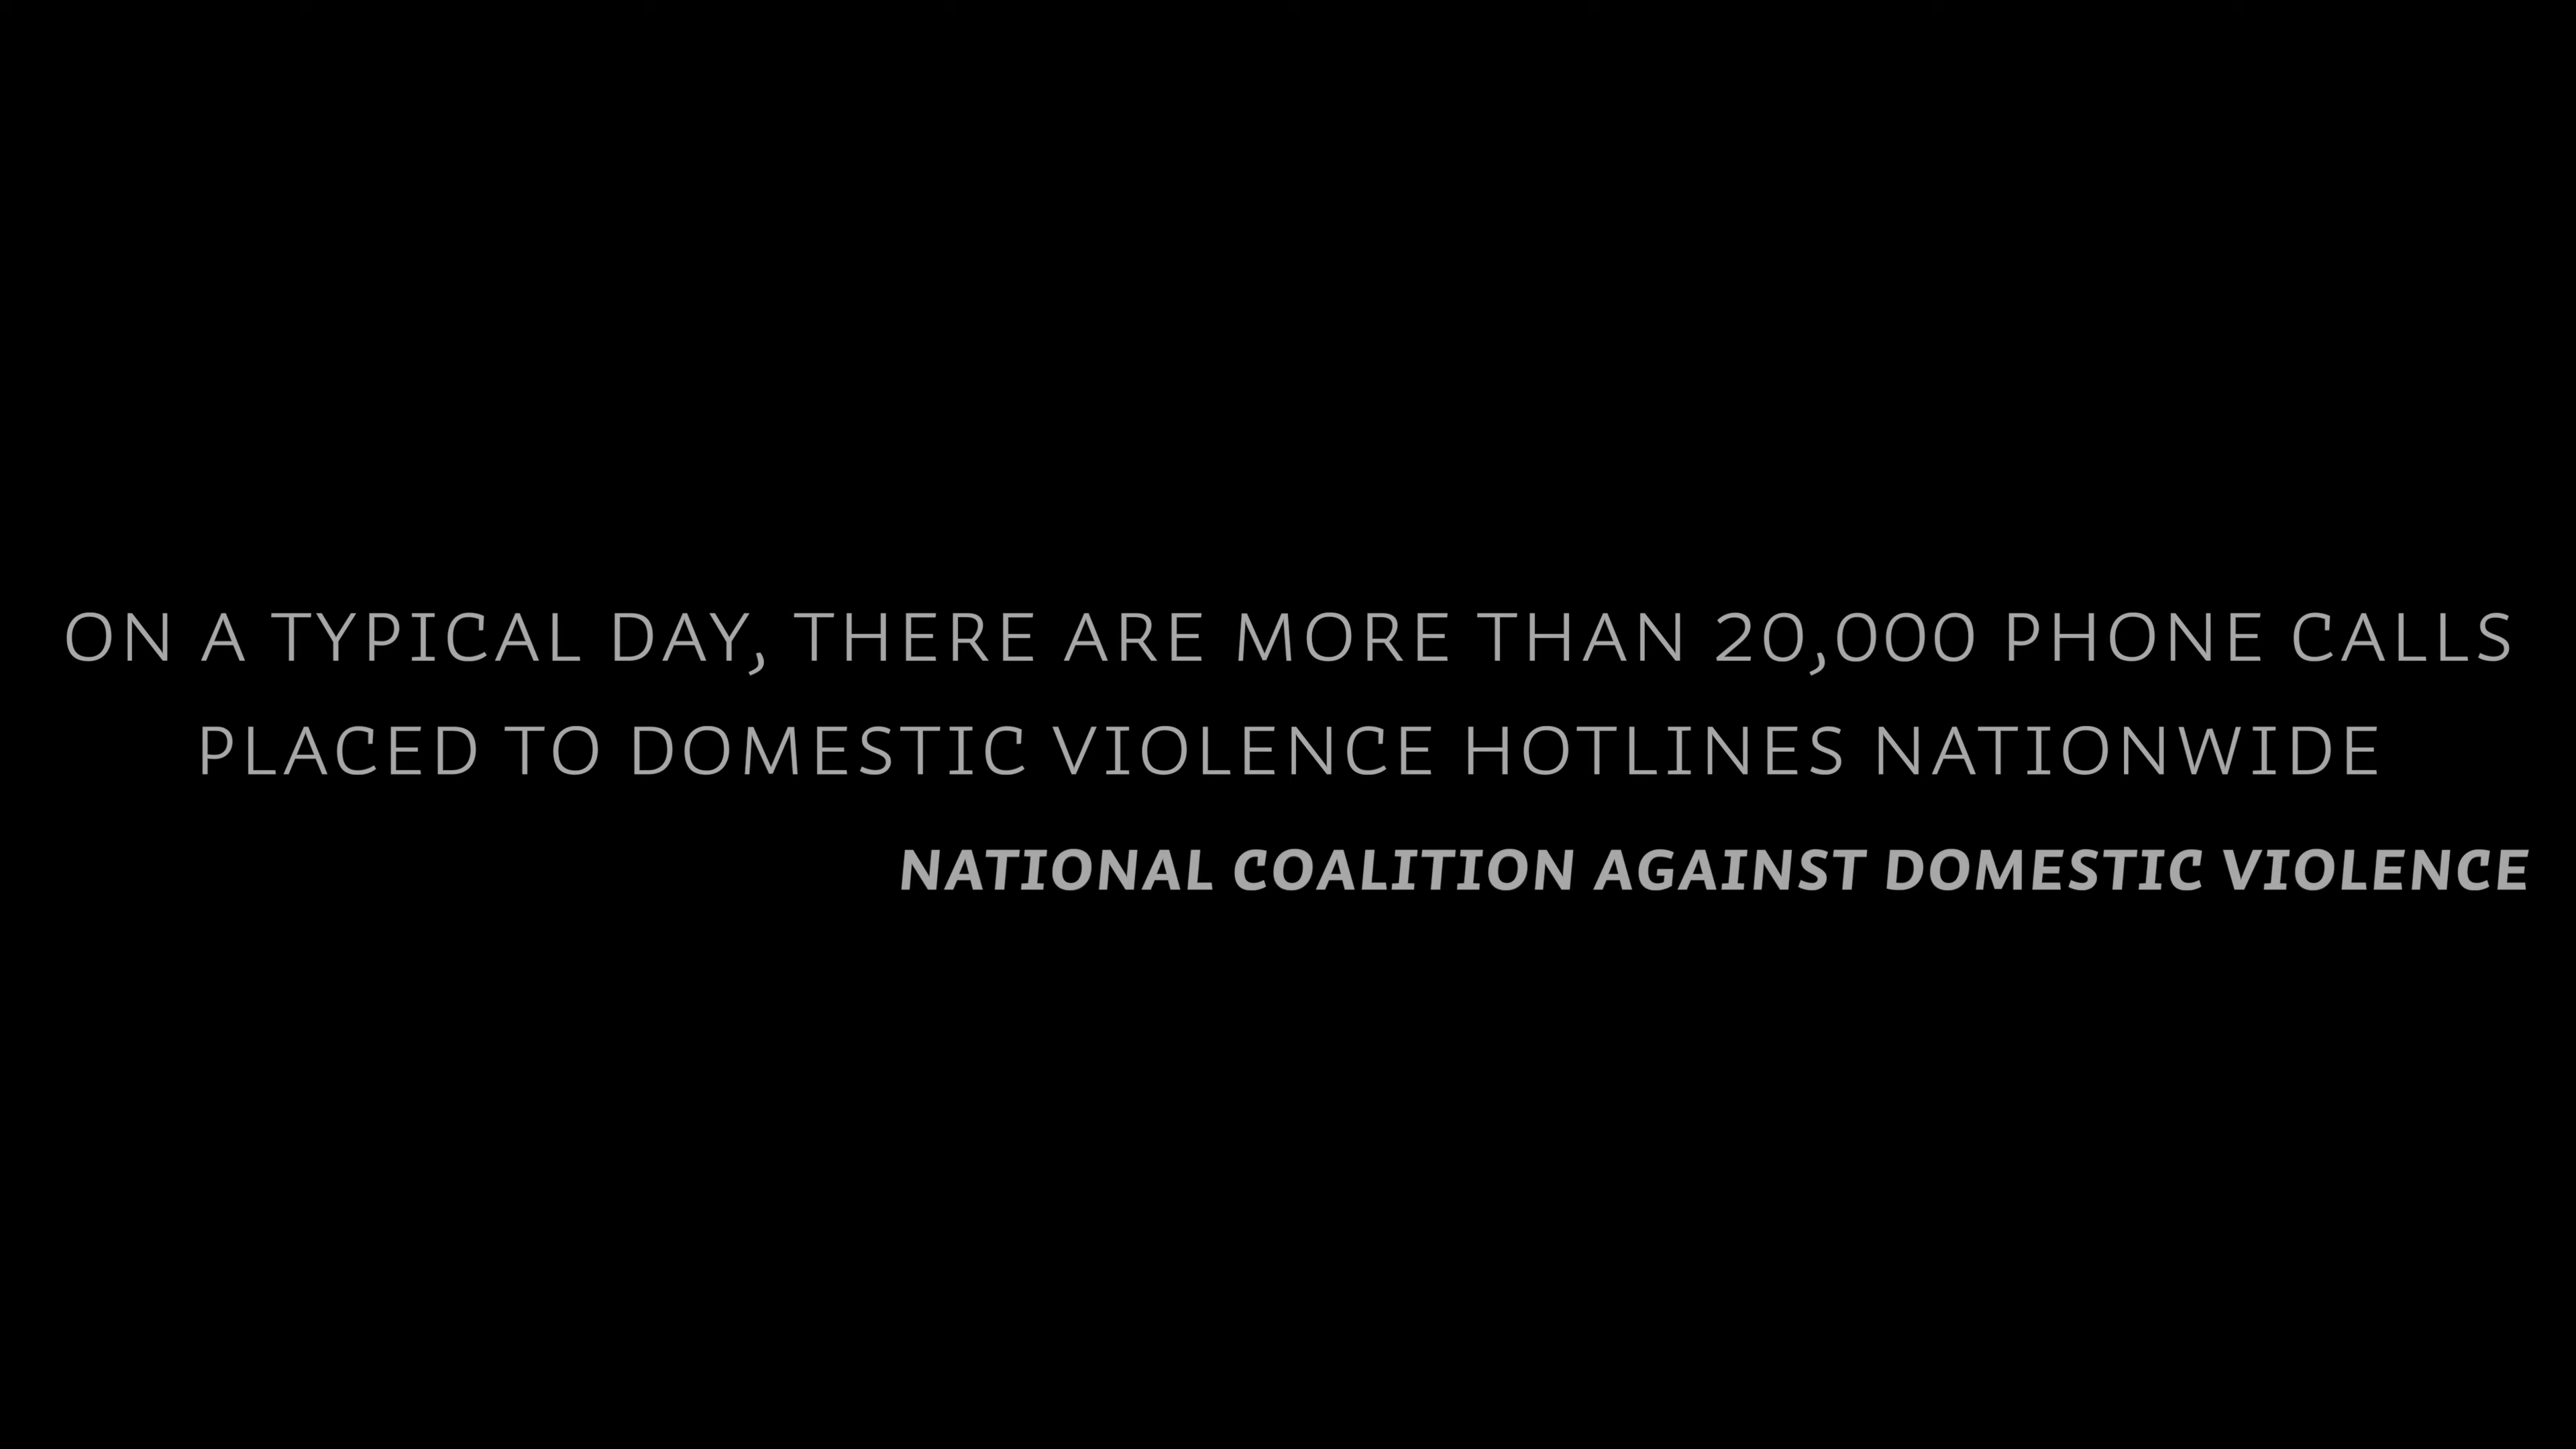 ON A TYPICAL DAY, THERE ARE MORE THAN 20,000 PHONE CALLS
PLACED TO DOMESTIC VIOLENCE HOTLINES NATIONWIDE
NATIONAL COALITION AGAINST DOMESTIC VIOLENCE